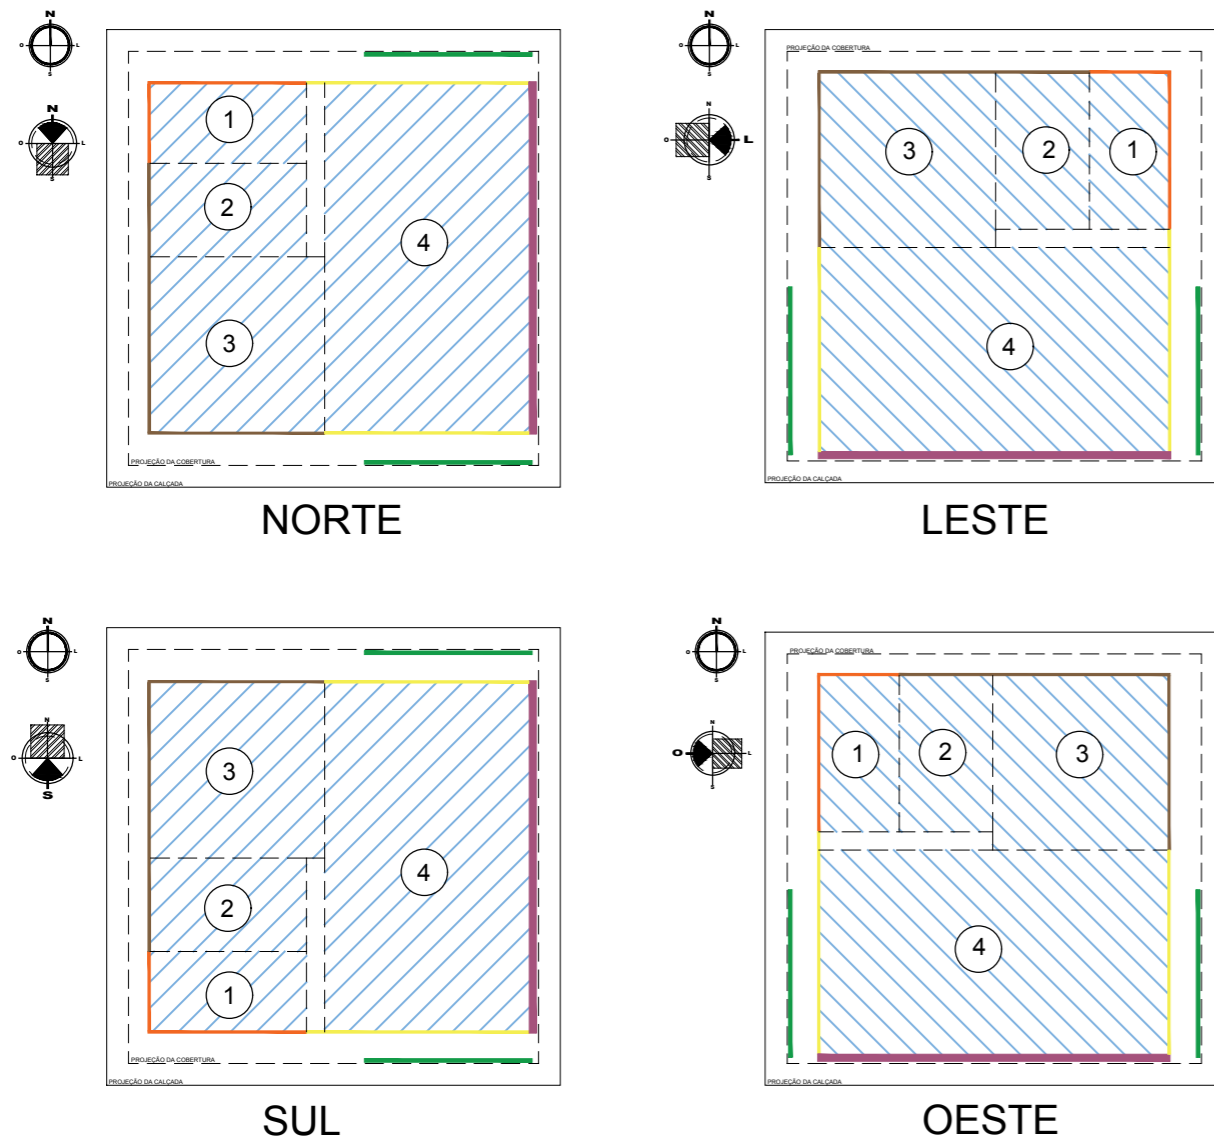 N
O L
S
N
O L
S
1
2
3
4
PROJEÇÃO DA COBERTURA
PROJEÇÃO DA CALÇADA
NORTE
N
O L
S
N
O L
S
PROJEÇÃO DA COBERTURA
3
2
1
4
PROJEÇÃO DA CALÇADA
LESTE
N
O L
S
N
O L
S
3
4
2
1
PROJEÇÃO DA COBERTURA
PROJEÇÃO DA CALÇADA
SUL
N
O L
S
N
O L
S
PROJEÇÃO DA COBERTURA
1
2
3
4
PROJEÇÃO DA CALÇADA
OESTE